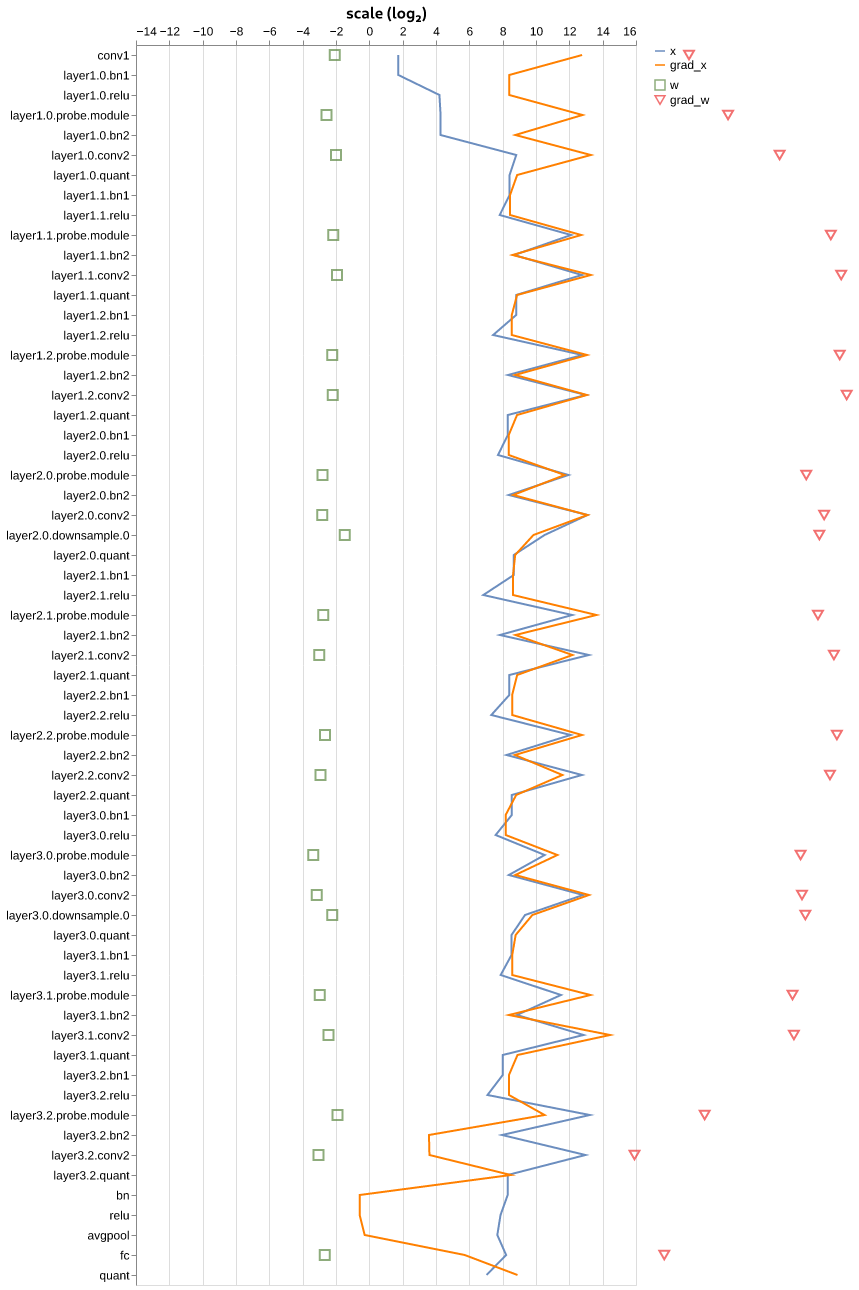 scale (log₂)
−14 −12 −10 −8 −6 −4 −2 0 2 4 6 8 10 12 14 16
x
grad_x
w
grad_w
conv1
layer1.0.bn1
layer1.0.relu
layer1.0.probe.module
layer1.0.bn2
layer1.0.conv2
layer1.0.quant
layer1.1.bn1
layer1.1.relu
layer1.1.probe.module
layer1.1.bn2
layer1.1.conv2
layer1.1.quant
layer1.2.bn1
layer1.2.relu
layer1.2.probe.module
layer1.2.bn2
layer1.2.conv2
layer1.2.quant
layer2.0.bn1
layer2.0.relu
layer2.0.probe.module
layer2.0.bn2
layer2.0.conv2
layer2.0.downsample.0
layer2.0.quant
layer2.1.bn1
layer2.1.relu
layer2.1.probe.module
layer2.1.bn2
layer2.1.conv2
layer2.1.quant
layer2.2.bn1
layer2.2.relu
layer2.2.probe.module
layer2.2.bn2
layer2.2.conv2
layer2.2.quant
layer3.0.bn1
layer3.0.relu
layer3.0.probe.module
layer3.0.bn2
layer3.0.conv2
layer3.0.downsample.0
layer3.0.quant
layer3.1.bn1
layer3.1.relu
layer3.1.probe.module
layer3.1.bn2
layer3.1.conv2
layer3.1.quant
layer3.2.bn1
layer3.2.relu
layer3.2.probe.module
layer3.2.bn2
layer3.2.conv2
layer3.2.quant
bn
relu
avgpool
fc
quant